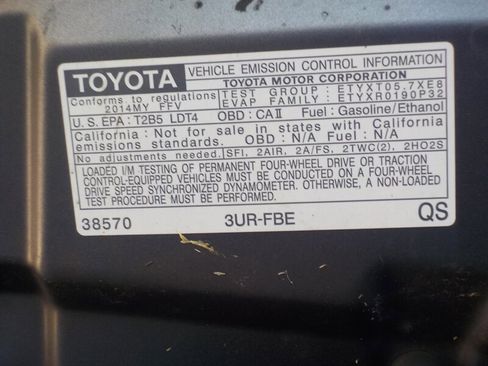 TOYOTA VEHICLE EMISSION CONTROL INFORMATION
TOYOTA MOTOR CORPORATION
Conforms to regulations TEST GROUP : ETYXT05.7XE8
2014MY FFV EVAP FAMILY : ETYXR0190P32
U.S. EPA : T2B5 LDT4 OBD : CAII Fuel : Gasoline/Ethanol
California : Not for sale in states with California
emissions standards. OBD : N/A Fuel : N/A
No adjustments needed. SFI, 2AIR, 2A/FS, 2TWC(2), 2HO2S
LOADED I/M TESTING OF PERMANENT FOUR-WHEEL DRIVE OR TRACTION
CONTROL-EQUIPPED VEHICLES MUST BE CONDUCTED ON A FOUR-WHEEL
DRIVE SPEED SYNCHRONIZED DYNAMOMETER. OTHERWISE, A NON-LOADED
TEST PROCEDURE MUST BE PERFORMED.
38570 3UR-FBE QS